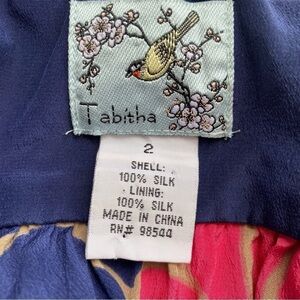 Tabitha
2
SHELL:
100% SILK
LINING:
100% SILK
MADE IN CHINA
RN# 98544